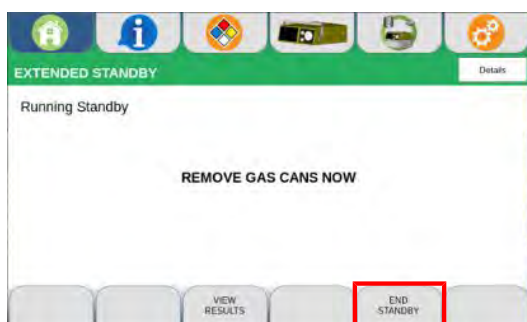 EXTENDED STANDBY
Details
Running Standby
REMOVE GAS CANS NOW
VIEW
RESULTS
END
STANDBY